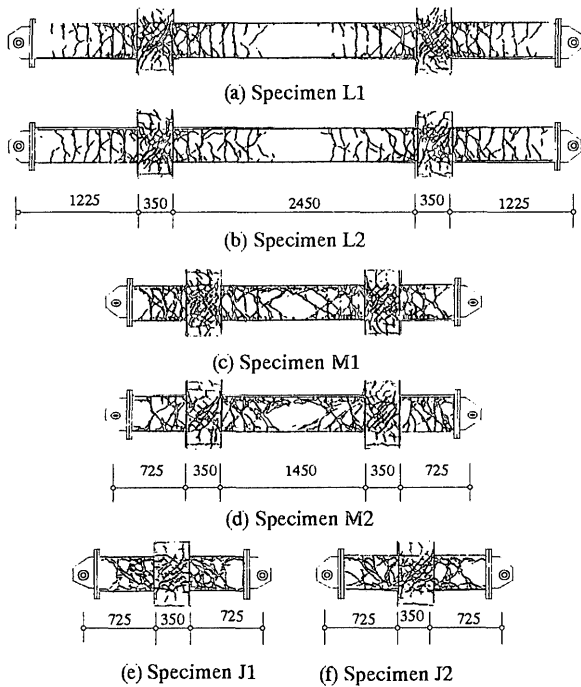 (a) Specimen L1
1225 350 2450 350 1225
(b) Specimen L2
(c) Specimen M1
725 350 1450 350 725
(d) Specimen M2
725 350 725 725 350 725
(e) Specimen J1 (f) Specimen J2